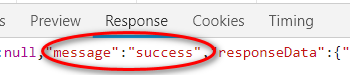 Preview Response Cookies Timing
:null,"message":"success", "responseData":{"